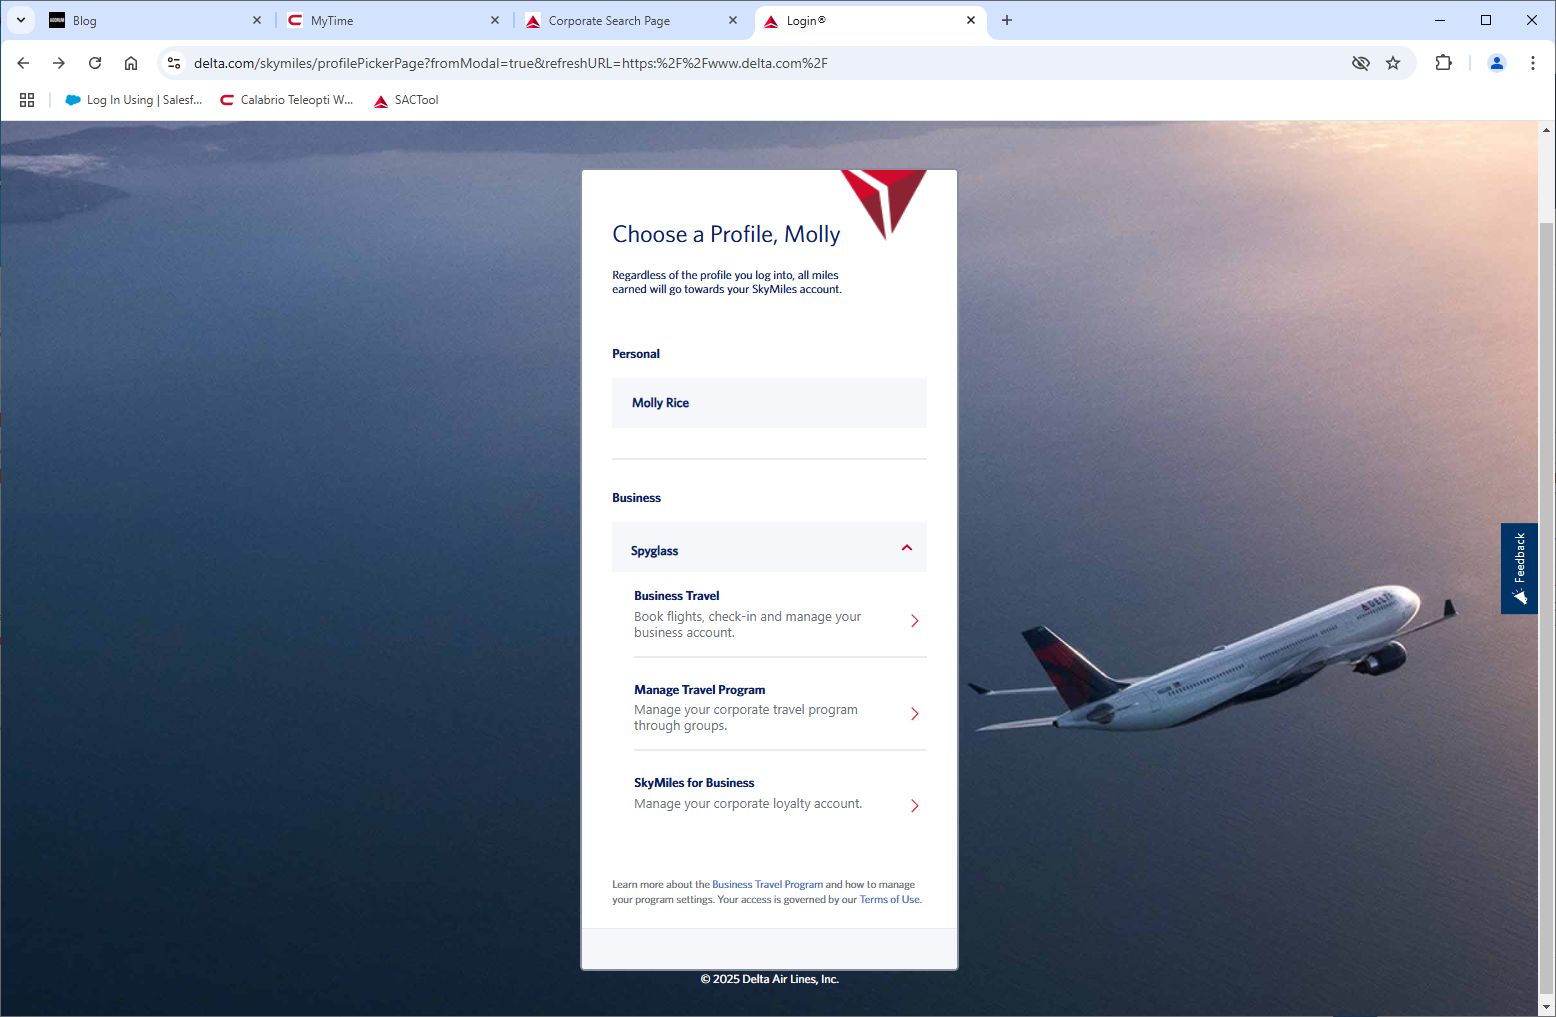 Blog
MyTime
Corporate Search Page
Login®
delta.com/skymiles/profilePickerPage?fromModal=true&refreshURL=https:%2F%2Fwww.delta.com%2F
Log In Using | Salesf...
Calabrio Teleopti W...
SACTool
Choose a Profile, Molly
Regardless of the profile you log into, all miles
earned will go towards your SkyMiles account.
Personal
Molly Rice
Business
Spyglass
Business Travel
Book flights, check-in and manage your
business account.
Manage Travel Program
Manage your corporate travel program
through groups.
SkyMiles for Business
Manage your corporate loyalty account.
Learn more about the Business Travel Program and how to manage
your program settings. Your access is governed by our Terms of Use.
© 2025 Delta Air Lines, Inc.
Feedback
DELTA